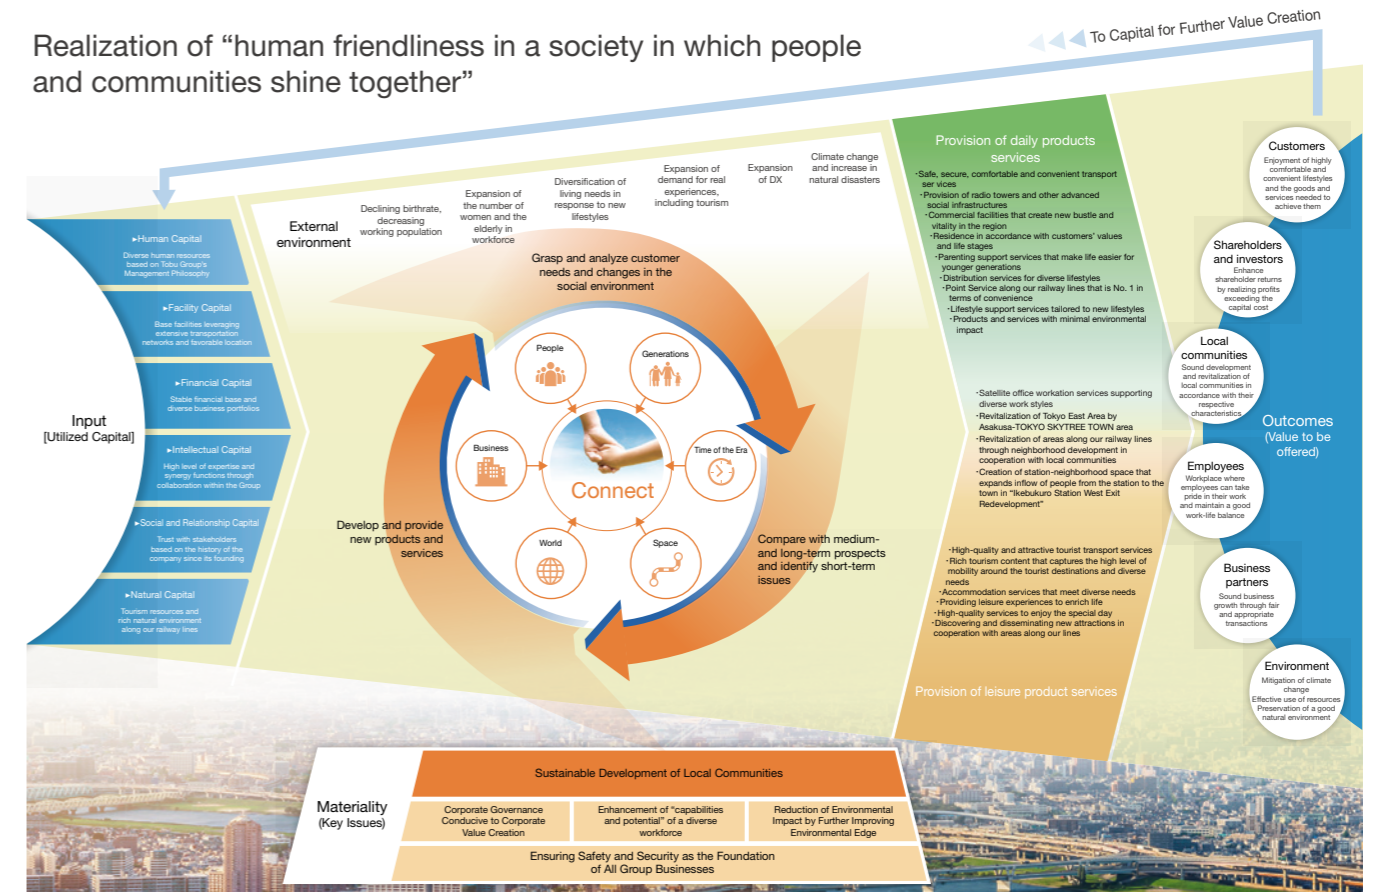 Realization of “human friendliness in a society in which people
and communities shine together”
To Capital for Further Value Creation
Input
[Utilized Capital]
▸Human Capital
Diverse human resources
based on Tobu Group's
Management Philosophy
▸Facility Capital
Base facilities leveraging
extensive transportation
networks and favorable location
▸Financial Capital
Stable financial base and
diverse business portfolios
▸Intellectual Capital
High level of expertise and
synergy functions through
collaboration within the Group
▸Social and Relationship Capital
Trust with stakeholders
based on the history of the
company since its founding
▸Natural Capital
Tourism resources and
rich natural environment
along our railway lines
External
environment
Declining birthrate,
decreasing
working population
Expansion of
the number of
women and the
elderly in
workforce
Diversification of
living needs in
response to new
lifestyles
Expansion of
demand for real
experiences,
including tourism
Expansion
of DX
Climate change
and increase in
natural disasters
Grasp and analyze customer
needs and changes in the
social environment
Compare with medium-
and long-term prospects
and identify short-term
issues
Develop and provide
new products and
services
People
Generations
Business
Time of the Era
Connect
World
Space
Provision of daily products
services
・Safe, secure, comfortable and convenient transport
ser vices
・Provision of radio towers and other advanced
social infrastructures
・Commercial facilities that create new bustle and
vitality in the region
・Residence in accordance with customers' values
and life stages
・Parenting support services that make life easier for
younger generations
・Distribution services for diverse lifestyles
・Point Service along our railway lines that is No. 1 in
terms of convenience
・Lifestyle support services tailored to new lifestyles
・Products and services with minimal environmental
impact
・Satellite office workation services supporting
diverse work styles
・Revitalization of Tokyo East Area by
Asakusa-TOKYO SKYTREE TOWN area
・Revitalization of areas along our railway lines
through neighborhood development in
cooperation with local communities
・Creation of station-neighborhood space that
expands inflow of people from the station to the
town in “Ikebukuro Station West Exit
Redevelopment”
・High-quality and attractive tourist transport services
・Rich tourism content that captures the high level of
mobility around the tourist destinations and diverse
needs
・Accommodation services that meet diverse needs
・Providing leisure experiences to enrich life
・High-quality services to enjoy the special day
・Discovering and disseminating new attractions in
cooperation with areas along our lines
Provision of leisure product services
Customers
Enjoyment of highly
comfortable and
convenient lifestyles
and the goods and
services needed to
achieve them
Shareholders
and investors
Enhance
shareholder returns
by realizing profits
exceeding the
capital cost
Local
communities
Sound development
and revitalization of
local communities in
accordance with their
respective
characteristics
Employees
Workplace where
employees can take
pride in their work
and maintain a good
work-life balance
Business
partners
Sound business
growth through fair
and appropriate
transactions
Environment
Mitigation of climate
change
Effective use of resources
Preservation of a good
natural environment
Outcomes
(Value to be
offered)
Materiality
(Key Issues)
Sustainable Development of Local Communities
Corporate Governance
Conducive to Corporate
Value Creation
Enhancement of “capabilities
and potential” of a diverse
workforce
Reduction of Environmental
Impact by Further Improving
Environmental Edge
Ensuring Safety and Security as the Foundation
of All Group Businesses